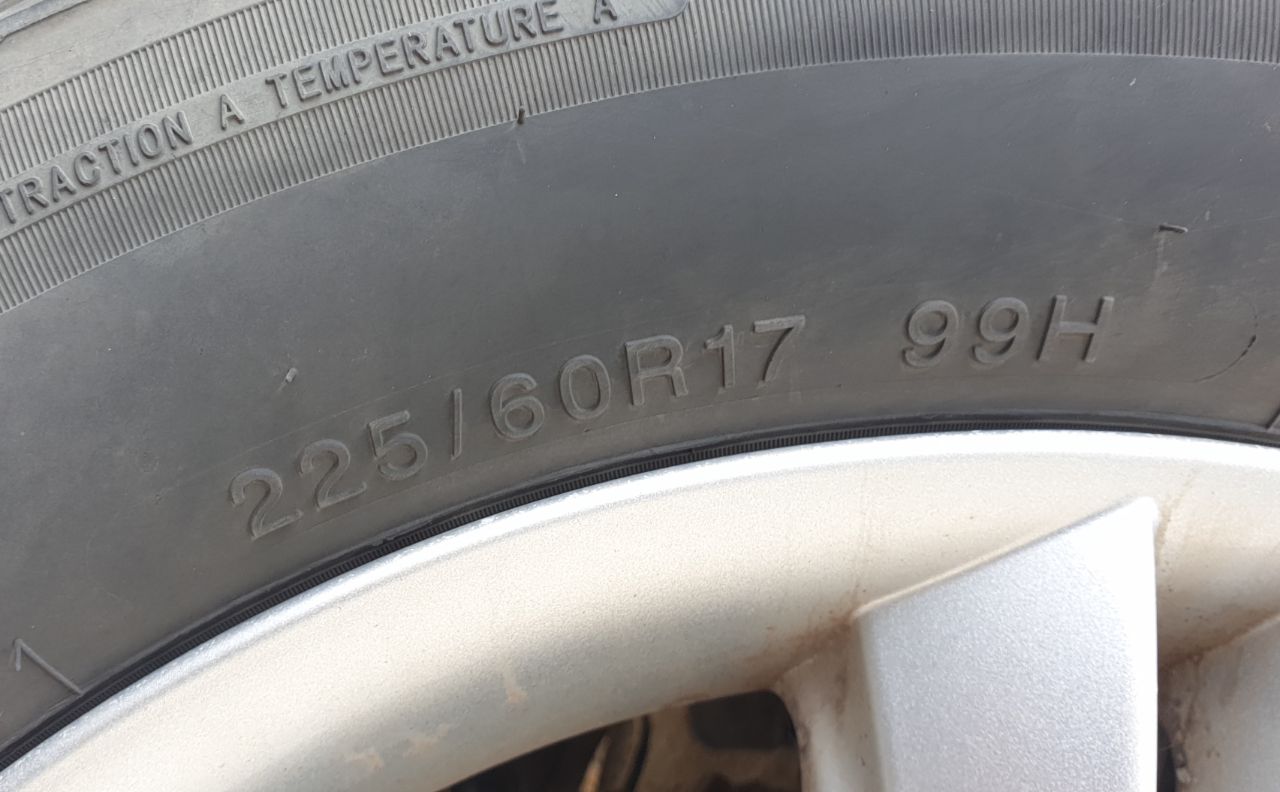 TRACTION A TEMPERATURE A
225/60R17 99H